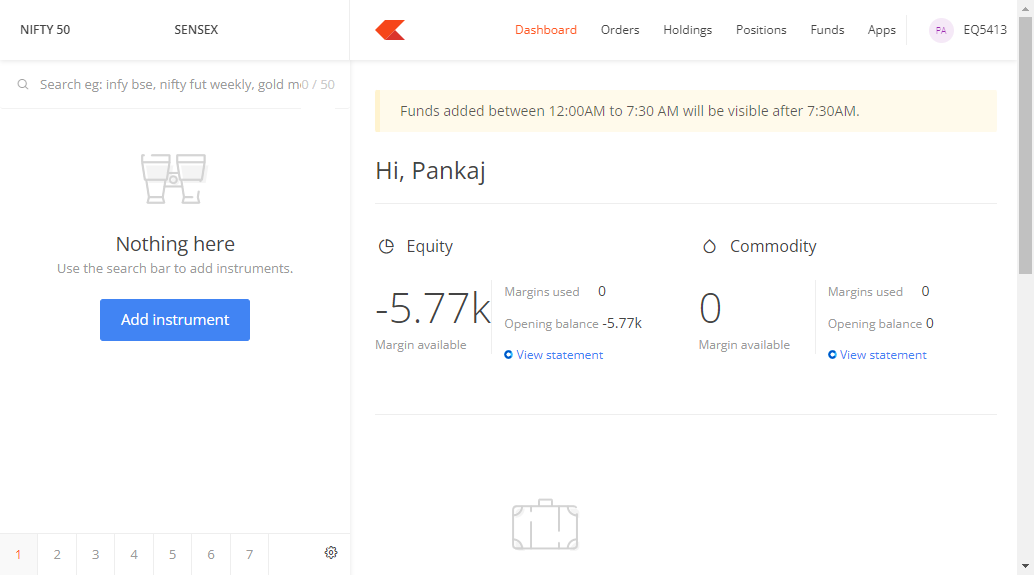 NIFTY 50 SENSEX
Dashboard Orders Holdings Positions Funds Apps PA EQ5413
Search eg: infy bse, nifty fut weekly, gold m 0 / 50
Funds added between 12:00AM to 7:30 AM will be visible after 7:30AM.
Hi, Pankaj
Nothing here
Use the search bar to add instruments.
Add instrument
Equity
-5.77k
Margin available
Margins used 0
Opening balance -5.77k
View statement
Commodity
0
Margin available
Margins used 0
Opening balance 0
View statement
1 2 3 4 5 6 7